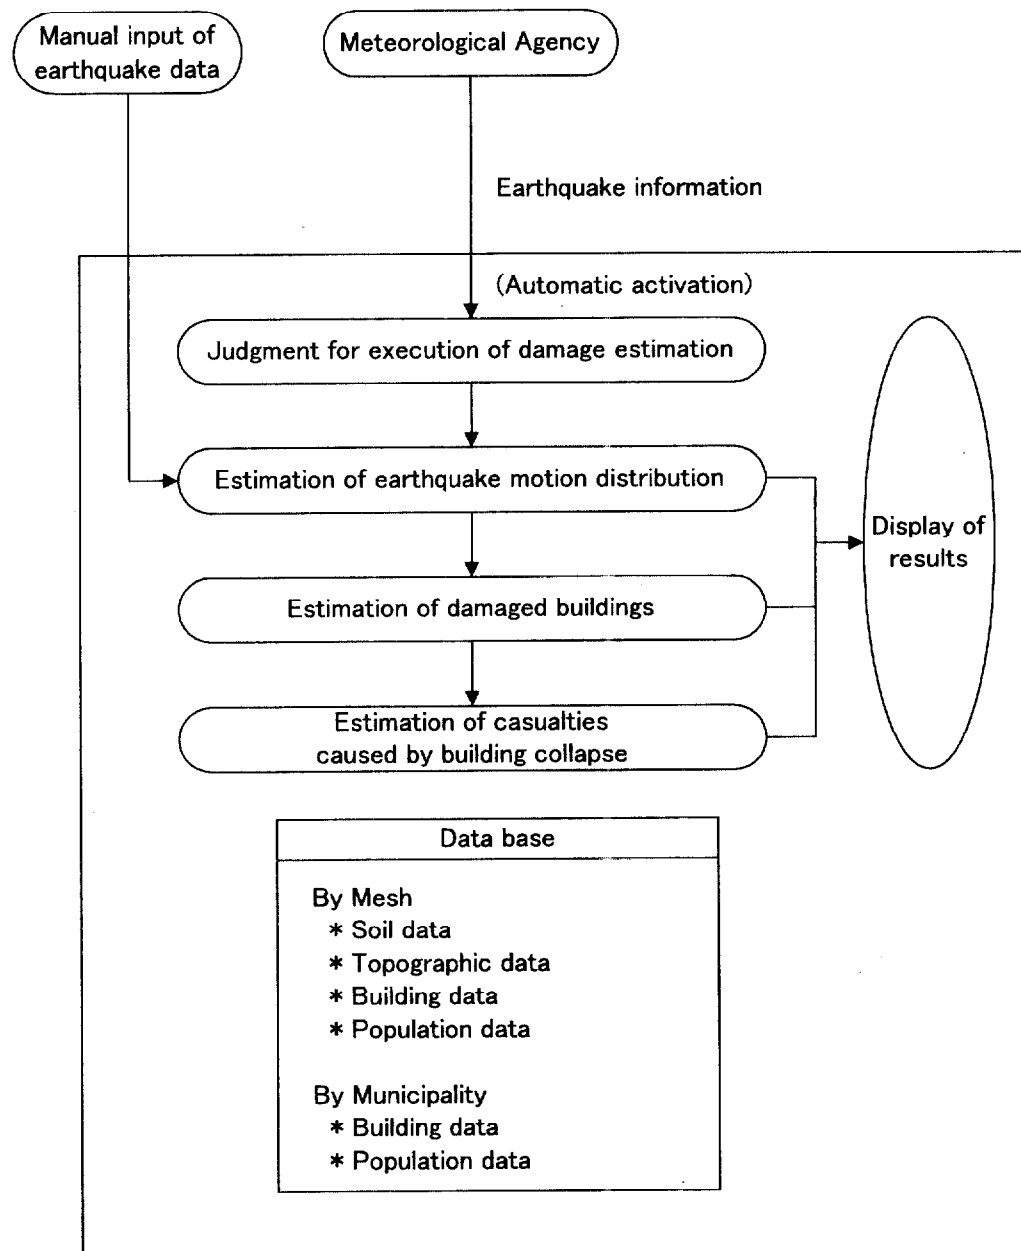 Manual input of
earthquake data
Meteorological Agency
Earthquake information
(Automatic activation)
Judgment for execution of damage estimation
Estimation of earthquake motion distribution
Display of
results
Estimation of damaged buildings
Estimation of casualties
caused by building collapse
Data base
By Mesh
* Soil data
* Topographic data
* Building data
* Population data
By Municipality
* Building data
* Population data